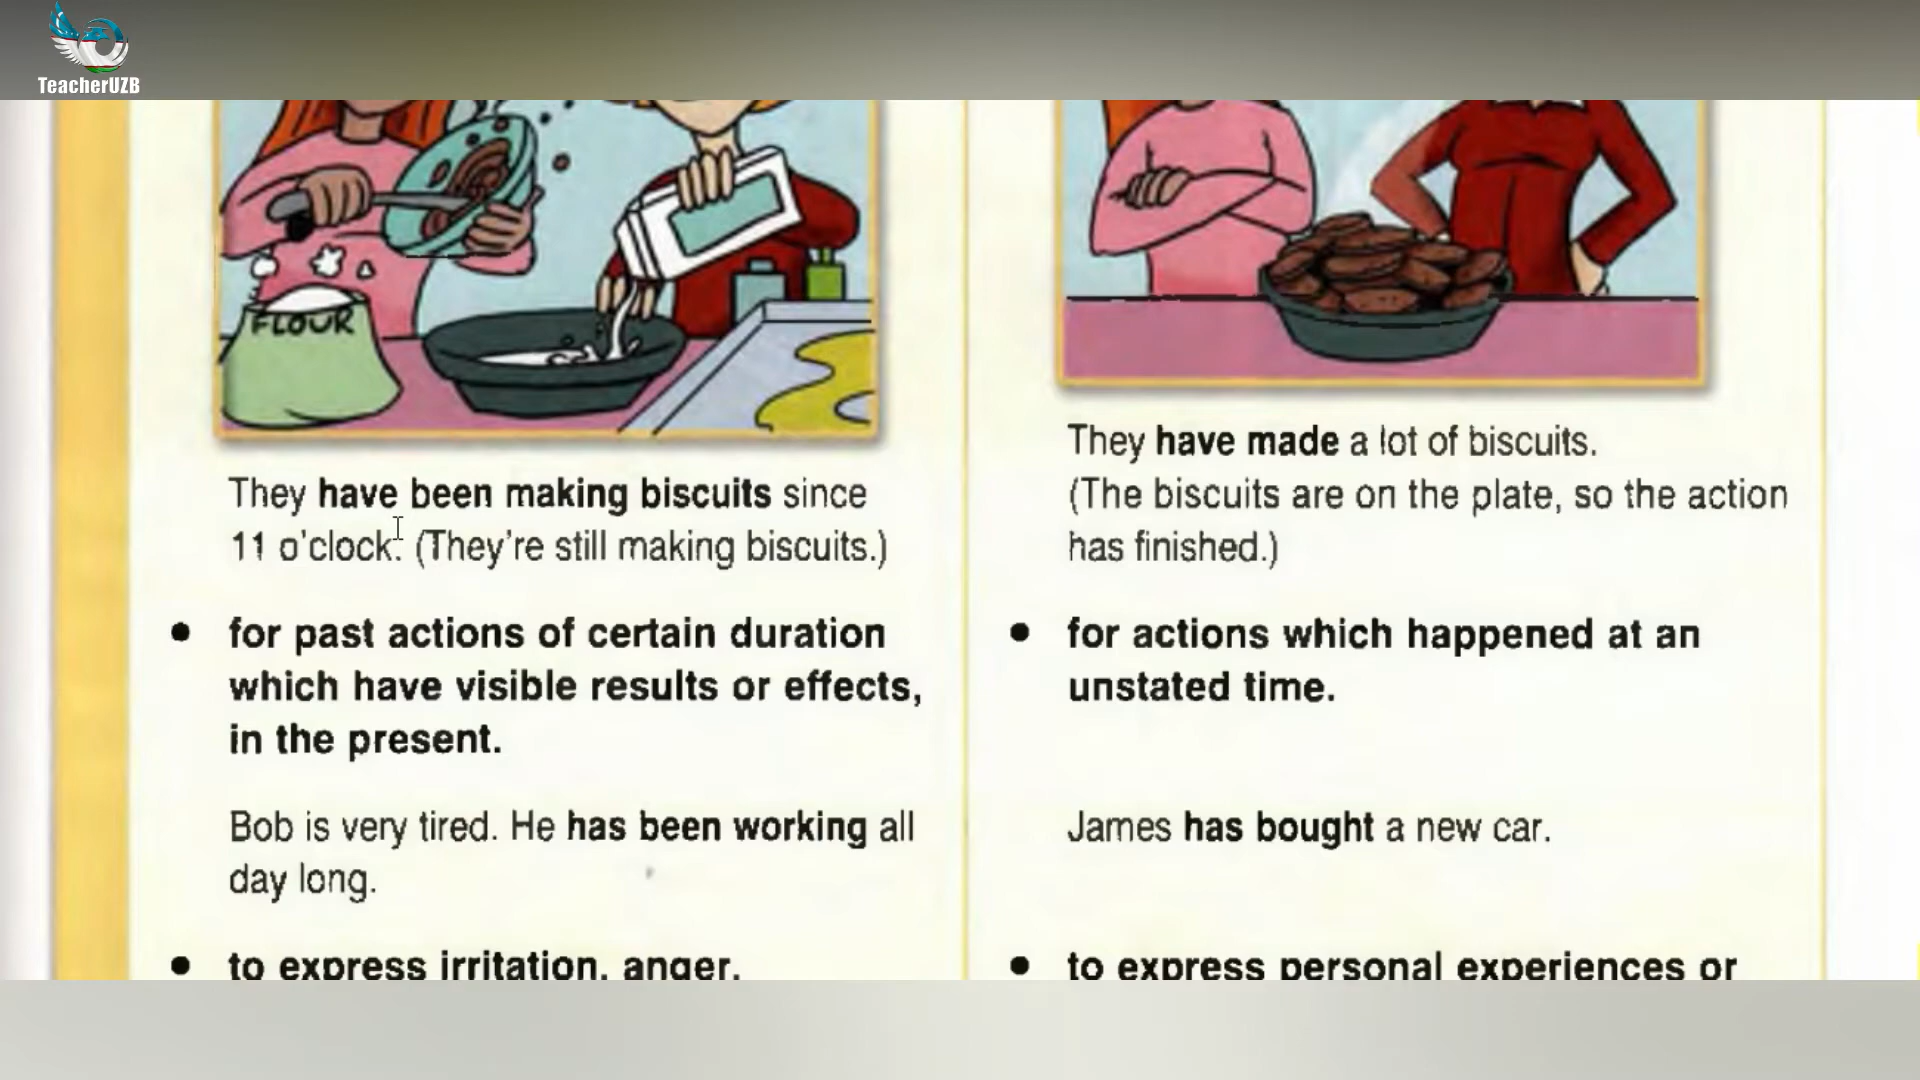 TeacherUZB
FLOUR
They have been making biscuits since
11 o'clock. (They're still making biscuits.)
• for past actions of certain duration
which have visible results or effects,
in the present.
Bob is very tired. He has been working all
day long.
• to express irritation, anger,
They have made a lot of biscuits.
(The biscuits are on the plate, so the action
has finished.)
• for actions which happened at an
unstated time.
James has bought a new car.
• to express personal experiences or